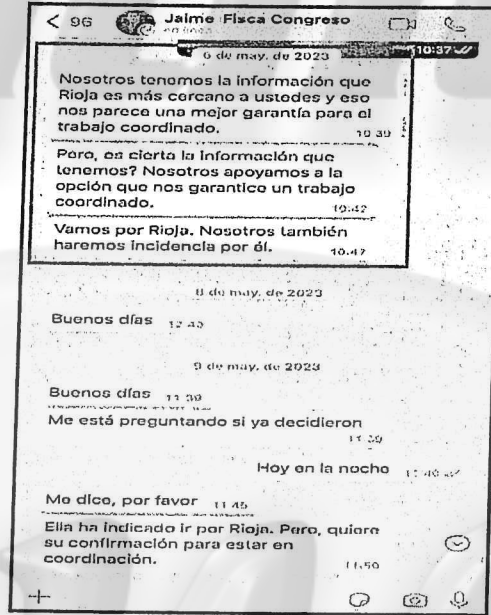 < 96 Jaime Fisca Congreso
en línea
10:37
6 de may. de 2023
Nosotros tenemos la información que
Rioja es más cercano a ustedes y eso
nos parece una mejor garantía para el
trabajo coordinado.
10:39
Pero, es cierta la información que
tenemos? Nosotros apoyamos a la
opción que nos garantice un trabajo
coordinado.
10:42
Vamos por Rioja. Nosotros también
haremos incidencia por él.
10:47
8 de may. de 2023
Buenos días
9 de may. de 2023
Buenos días 11:39
Me está preguntando si ya decidieron
11:39
Hoy en la noche 11:40
Me dice, por favor 11:45
Ella ha indicado ir por Rioja. Pero, quiere
su confirmación para estar en
coordinación.
11:50